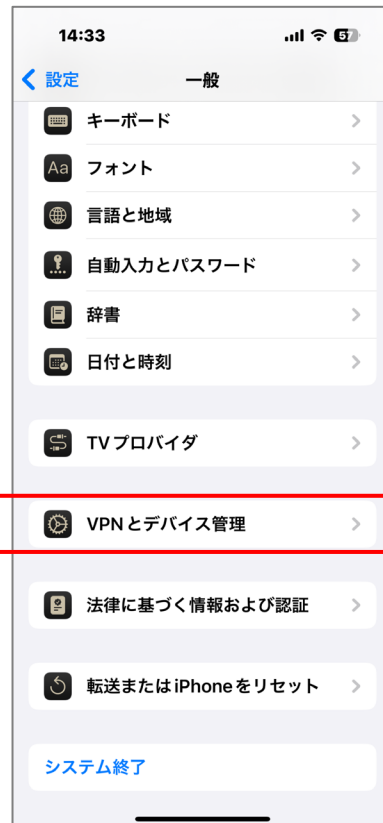 14:33
57
設定
一般
キーボード
Aa
フォント
言語と地域
自動入力とパスワード
辞書
日付と時刻
TVプロバイダ
VPNとデバイス管理
法律に基づく情報および認証
転送またはiPhoneをリセット
システム終了